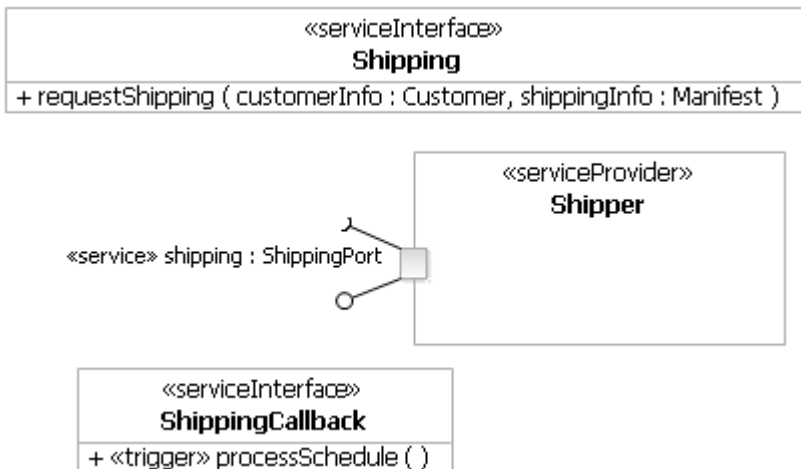 «serviceInterface»
Shipping
+ requestShipping ( customerInfo : Customer, shippingInfo : Manifest )
«serviceProvider»
Shipper
«service» shipping : ShippingPort
«serviceInterface»
ShippingCallback
+ «trigger» processSchedule ( )